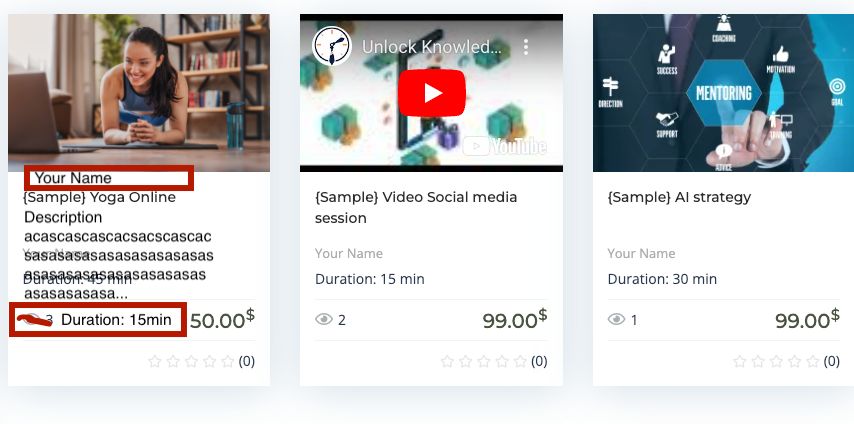 Your Name
{Sample} Yoga Online
Description
acascascascacsacscascac
sasasasasasasasasasasas
Your Name
asasasasasasasasasasas
Duration: 45 min
asasasasasa...
3 Duration: 15min 50.00$
(0)
Unlock Knowled...
YouTube
{Sample} Video Social media
session
Your Name
Duration: 15 min
2 99.00$
(0)
COACHING
SUCCESS
MOTIVATION
DIRECTION
MENTORING
GOAL
SUPPORT
TRAINING
ADVICE
{Sample} AI strategy
Your Name
Duration: 30 min
1 99.00$
(0)